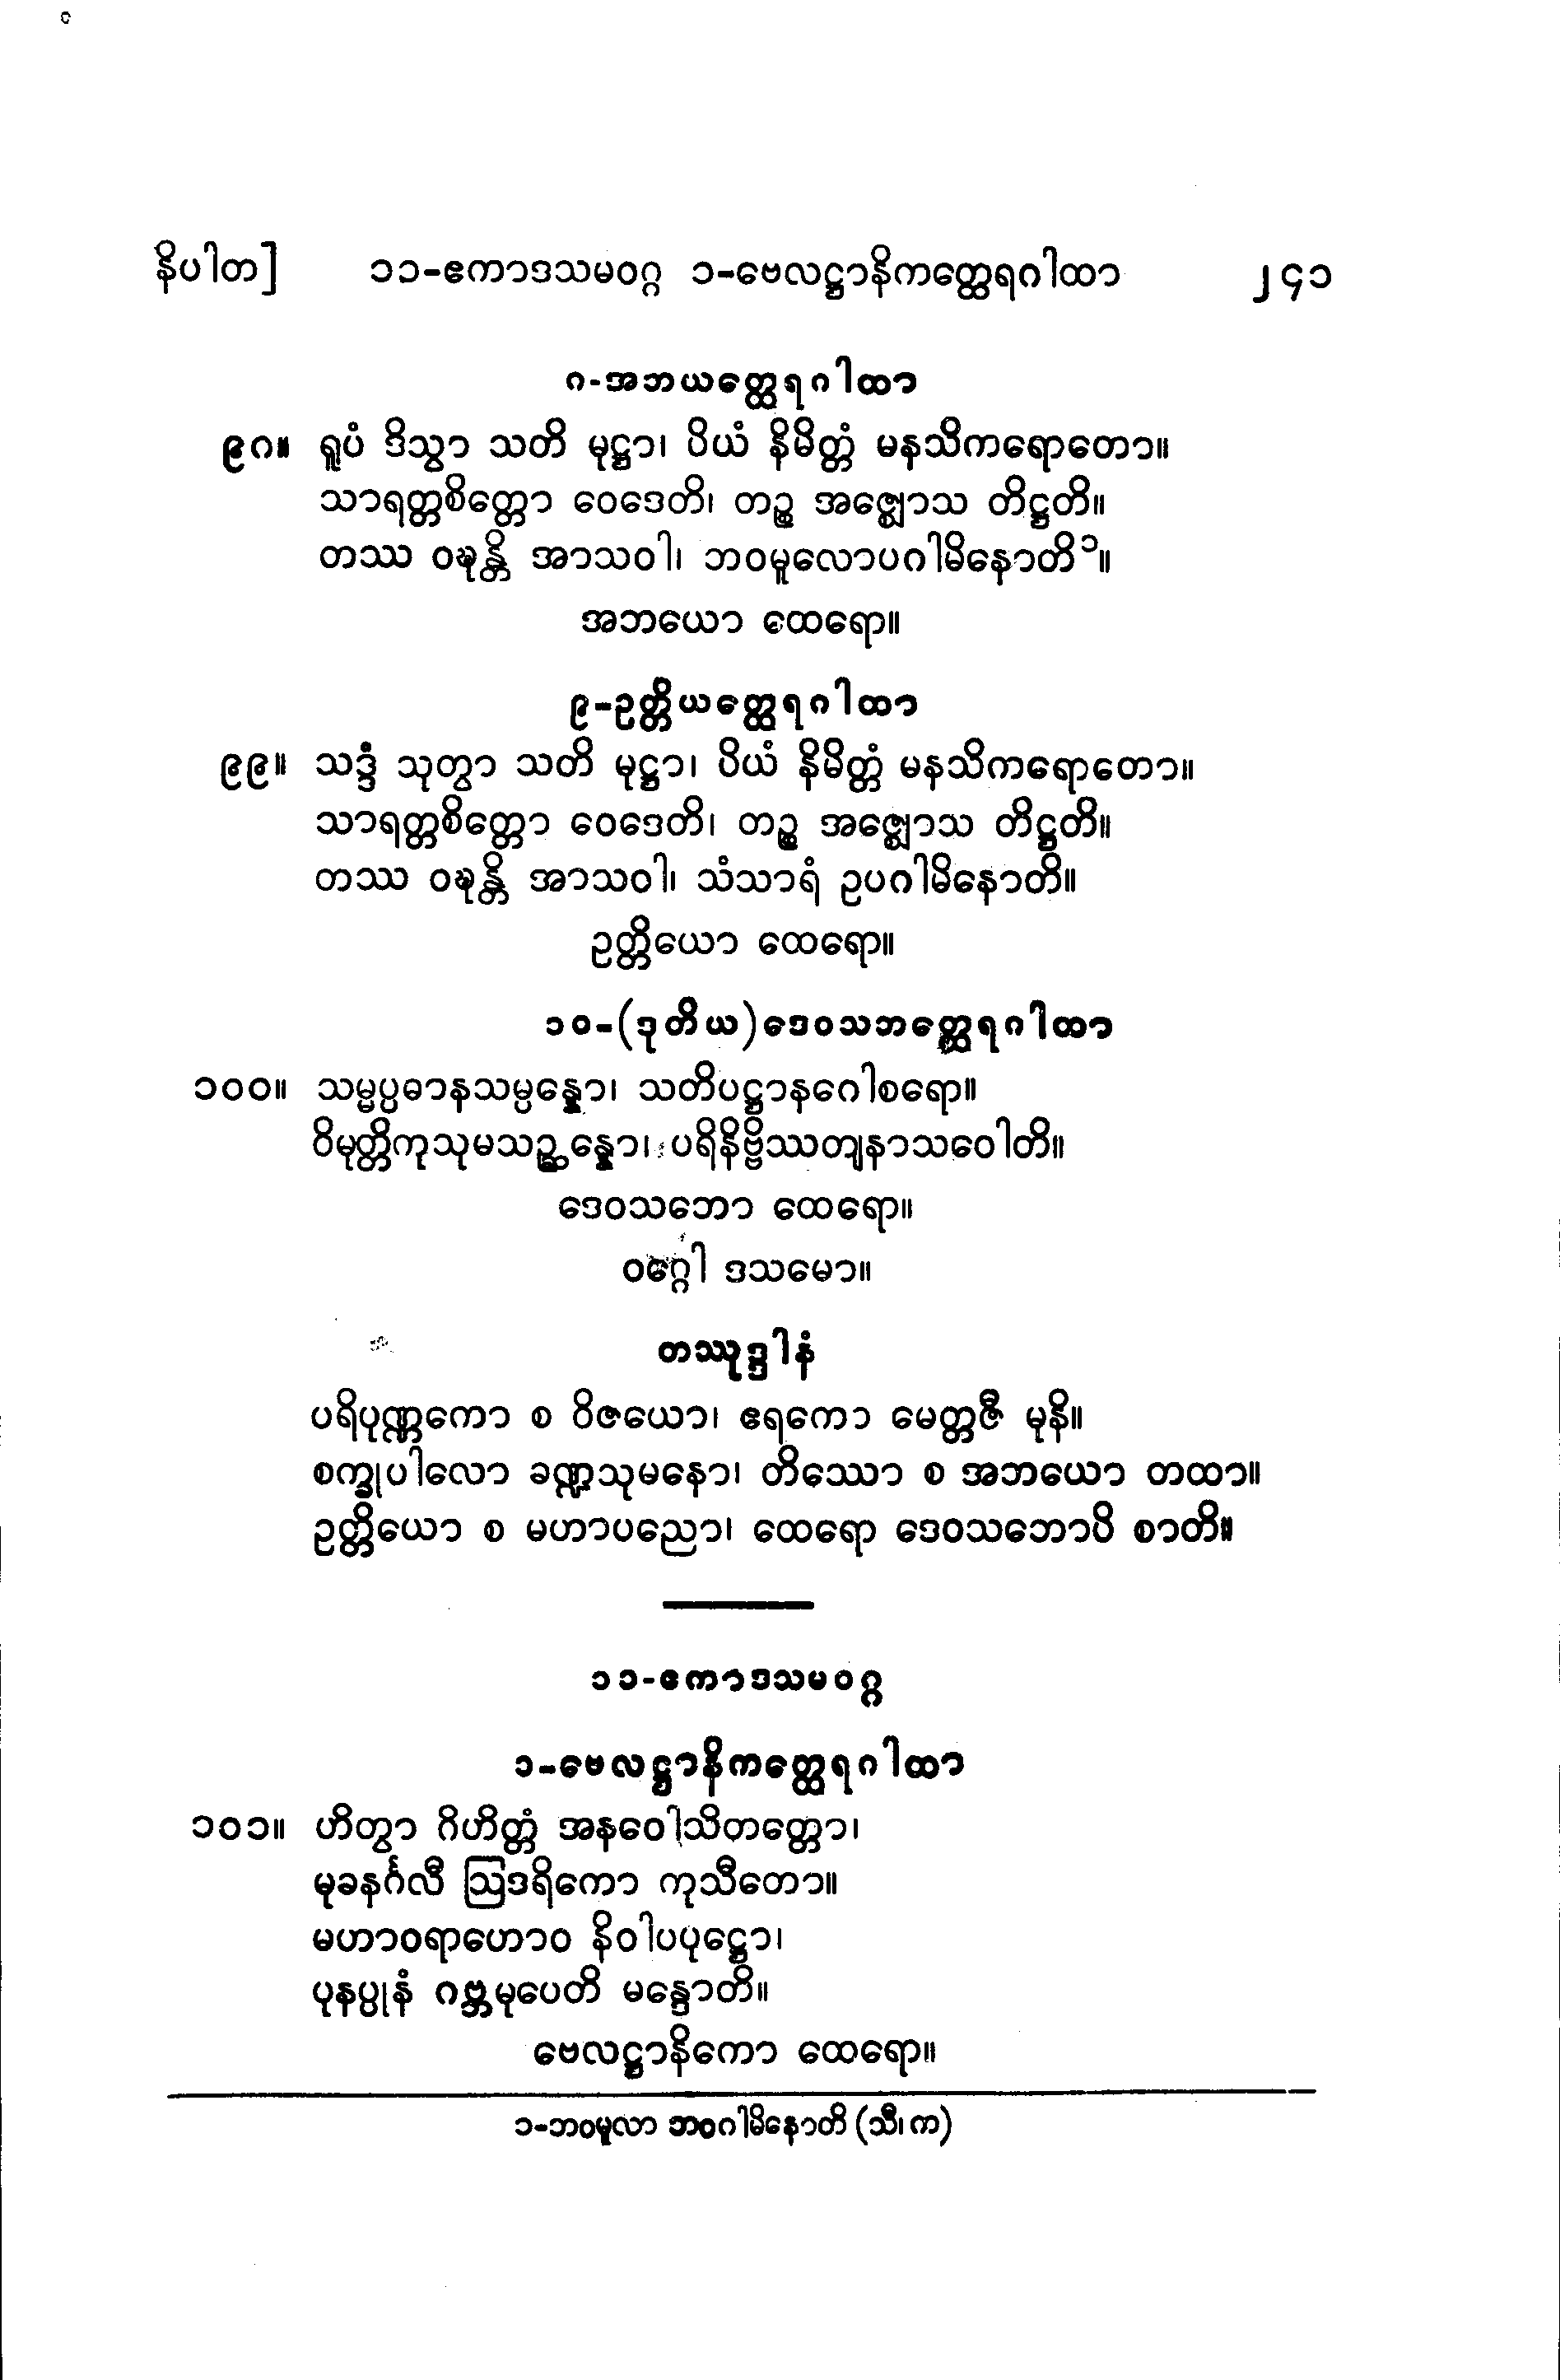 နိပါတ] ၁၁-ဧကာဒသမဝဂ္ဂ ၁-ဗေလဋ္ဌာနိကတ္ထေရဂါထာ ၂၄၁
၈-အဘယတ္ထေရဂါထာ
၉၈။ ရူပံ ဒိသွာ သတိ မုဋ္ဌာ၊ ပိယံ နိမိတ္တံ မနသိကရောတော။
သာရတ္တစိတ္တော ဝေဒေတိ၊ တဉ္စ အဇ္ဈောသ တိဋ္ဌတိ။
တဿ ဝဍ္ဎန္တိ အာသဝါ၊ ဘဝမူလောပဂါမိနောတိ၁။
အဘယော ထေရော။
၉-ဥတ္တိယတ္ထေရဂါထာ
၉၉။ သဒ္ဒံ သုတွာ သတိ မုဋ္ဌာ၊ ပိယံ နိမိတ္တံ မနသိကရောတော။
သာရတ္တစိတ္တော ဝေဒေတိ၊ တဉ္စ အဇ္ဈောသ တိဋ္ဌတိ။
တဿ ဝဍ္ဎန္တိ အာသဝါ၊ သံသာရံ ဥပဂါမိနောတိ။
ဥတ္တိယော ထေရော။
၁၀-(ဒုတိယ)ဒေဝသဘတ္ထေရဂါထာ
၁၀၀။ သမ္မပ္ပဓာနသမ္ပန္နော၊ သတိပဋ္ဌာနဂေါစရော။
ဝိမုတ္တိကုသုမသဉ္ဆန္နော၊ ပရိနိဗ္ဗိဿတျနာသဝေါတိ။
ဒေဝသဘော ထေရော။
ဝဂ္ဂေါ ဒသမော။
တဿုဒ္ဒါနံ
ပရိပုဏ္ဏကော စ ဝိဇယော၊ ဧရကော မေတ္တဇီ မုနိ။
စက္ခုပါလော ခဏ္ဍသုမနော၊ တိဿော စ အဘယော တထာ။
ဥတ္တိယော စ မဟာပညော၊ ထေရော ဒေဝသဘောပိ စာတိ။
၁၁-ဧကာဒသမဝဂ္ဂ
၁-ဗေလဋ္ဌာနိကတ္ထေရဂါထာ
၁၀၁။ ဟိတွာ ဂိဟိတ္တံ အနဝေါသိတတ္တော၊
မုခနင်္ဂလီ ဩဒရိကော ကုသီတော။
မဟာဝရာဟောဝ နိဝါပပုဋ္ဌော၊
ပုနပ္ပုနံ ဂဗ္ဘမုပေတိ မန္ဒောတိ။
ဗေလဋ္ဌာနိကော ထေရော။
၁-ဘဝမူလာ ဘဝဂါမိနောတိ (သီ၊ က)